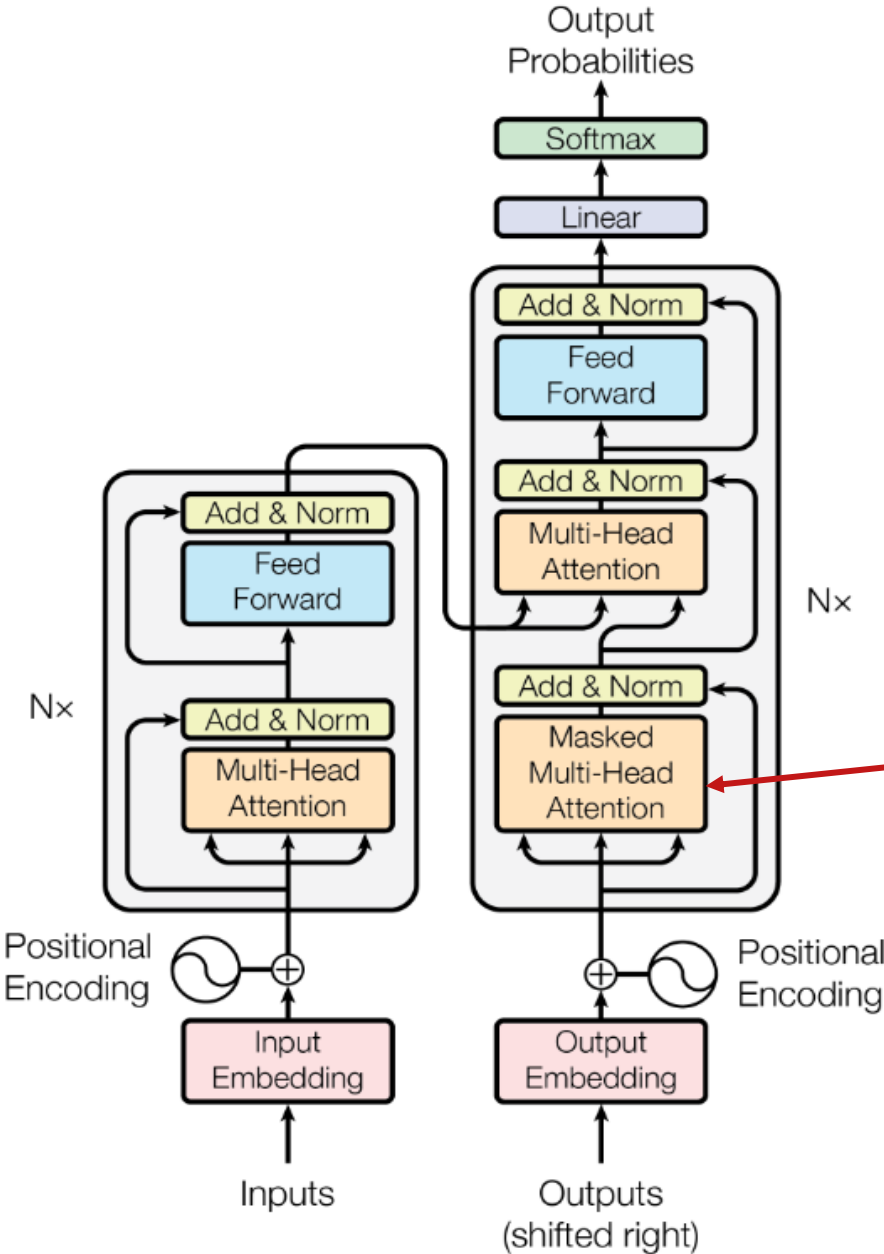 Output
Probabilities
Softmax
Linear
Add & Norm
Feed
Forward
Add & Norm
Multi-Head
Attention
Nx
Add & Norm
Masked
Multi-Head
Attention
Add & Norm
Feed
Forward
Nx
Add & Norm
Multi-Head
Attention
Positional
Encoding
Positional
Encoding
Input
Embedding
Output
Embedding
Inputs
Outputs
(shifted right)